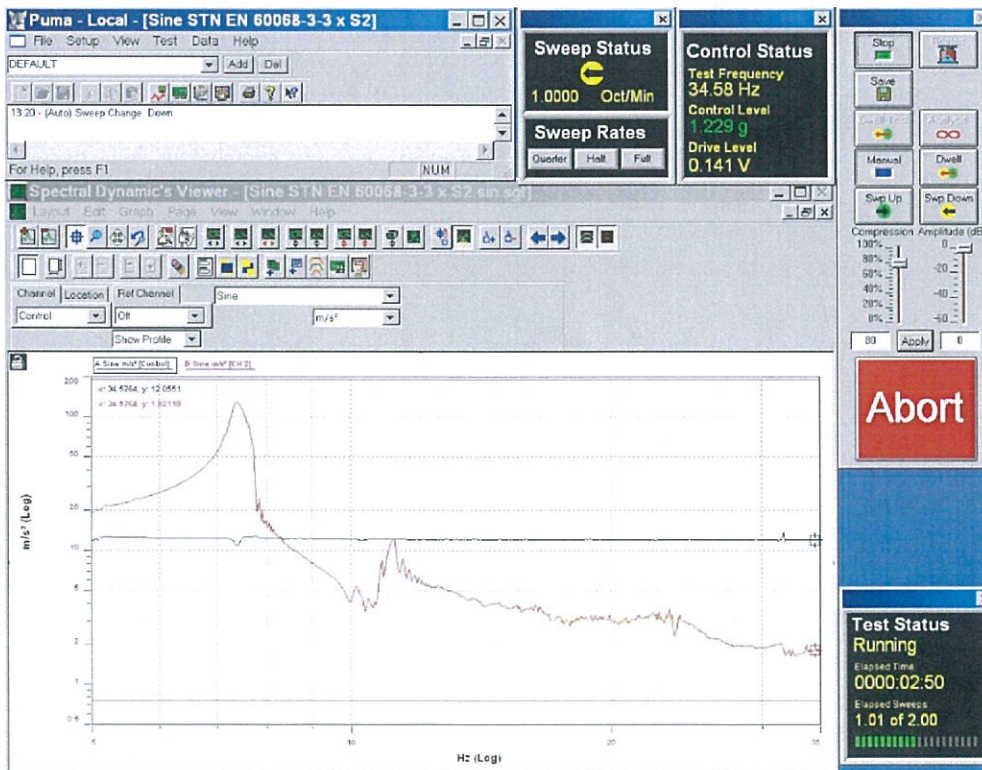 Puma - Local - [Sine STN EN 60068-3-3 x S2]
File Setup View Test Data Help
DEFAULT
Add Del
13:20 - (Auto) Sweep Change Down
For Help, press F1
NUM
Sweep Status
1.0000 Oct/Min
Sweep Rates
Quarter Half Full
Control Status
Test Frequency
34.58 Hz
Control Level
1.229 g
Drive Level
0.141 V
Stop
Save
Dwell Test
Analysis
Manual
Dwell
Swp Up
Swp Down
Compression Amplitude (dB
100%
80%
60%
40%
20%
0%
0
-20
-40
-60
80 Apply 0
Abort
Spectral Dynamic's Viewer - [Sine STN EN 60068-3-3 x S2.sin.sg]
Layout Edit Graph Page View Window Help
Channel Location Ref Channel
Sine
Control
Off
m/s²
Show Profile
A Sine m/s² [Control]
B Sine m/s² [CH 2]
x: 34.5764, y: 12.0551
x: 34.5764, y: 1.82118
m/s² (Log)
200
100
50
20
10
5
2
1
0.5
5
10
20
35
Hz (Log)
Test Status
Running
Elapsed Time
0000:02:50
Elapsed Sweeps
1.01 of 2.00